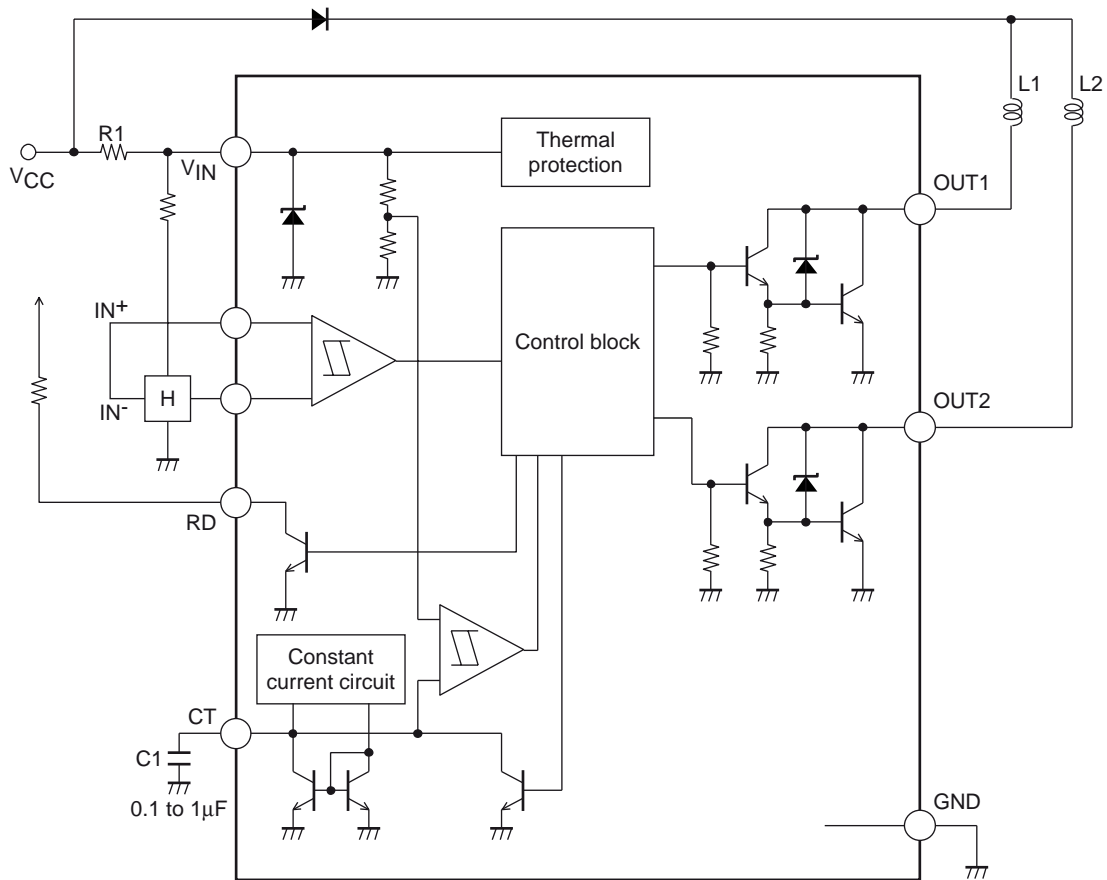 L1
L2
R1
VCC
VIN
Thermal
protection
OUT1
IN+
Control block
IN-
H
OUT2
RD
Constant
current circuit
CT
C1
0.1 to 1µF
GND